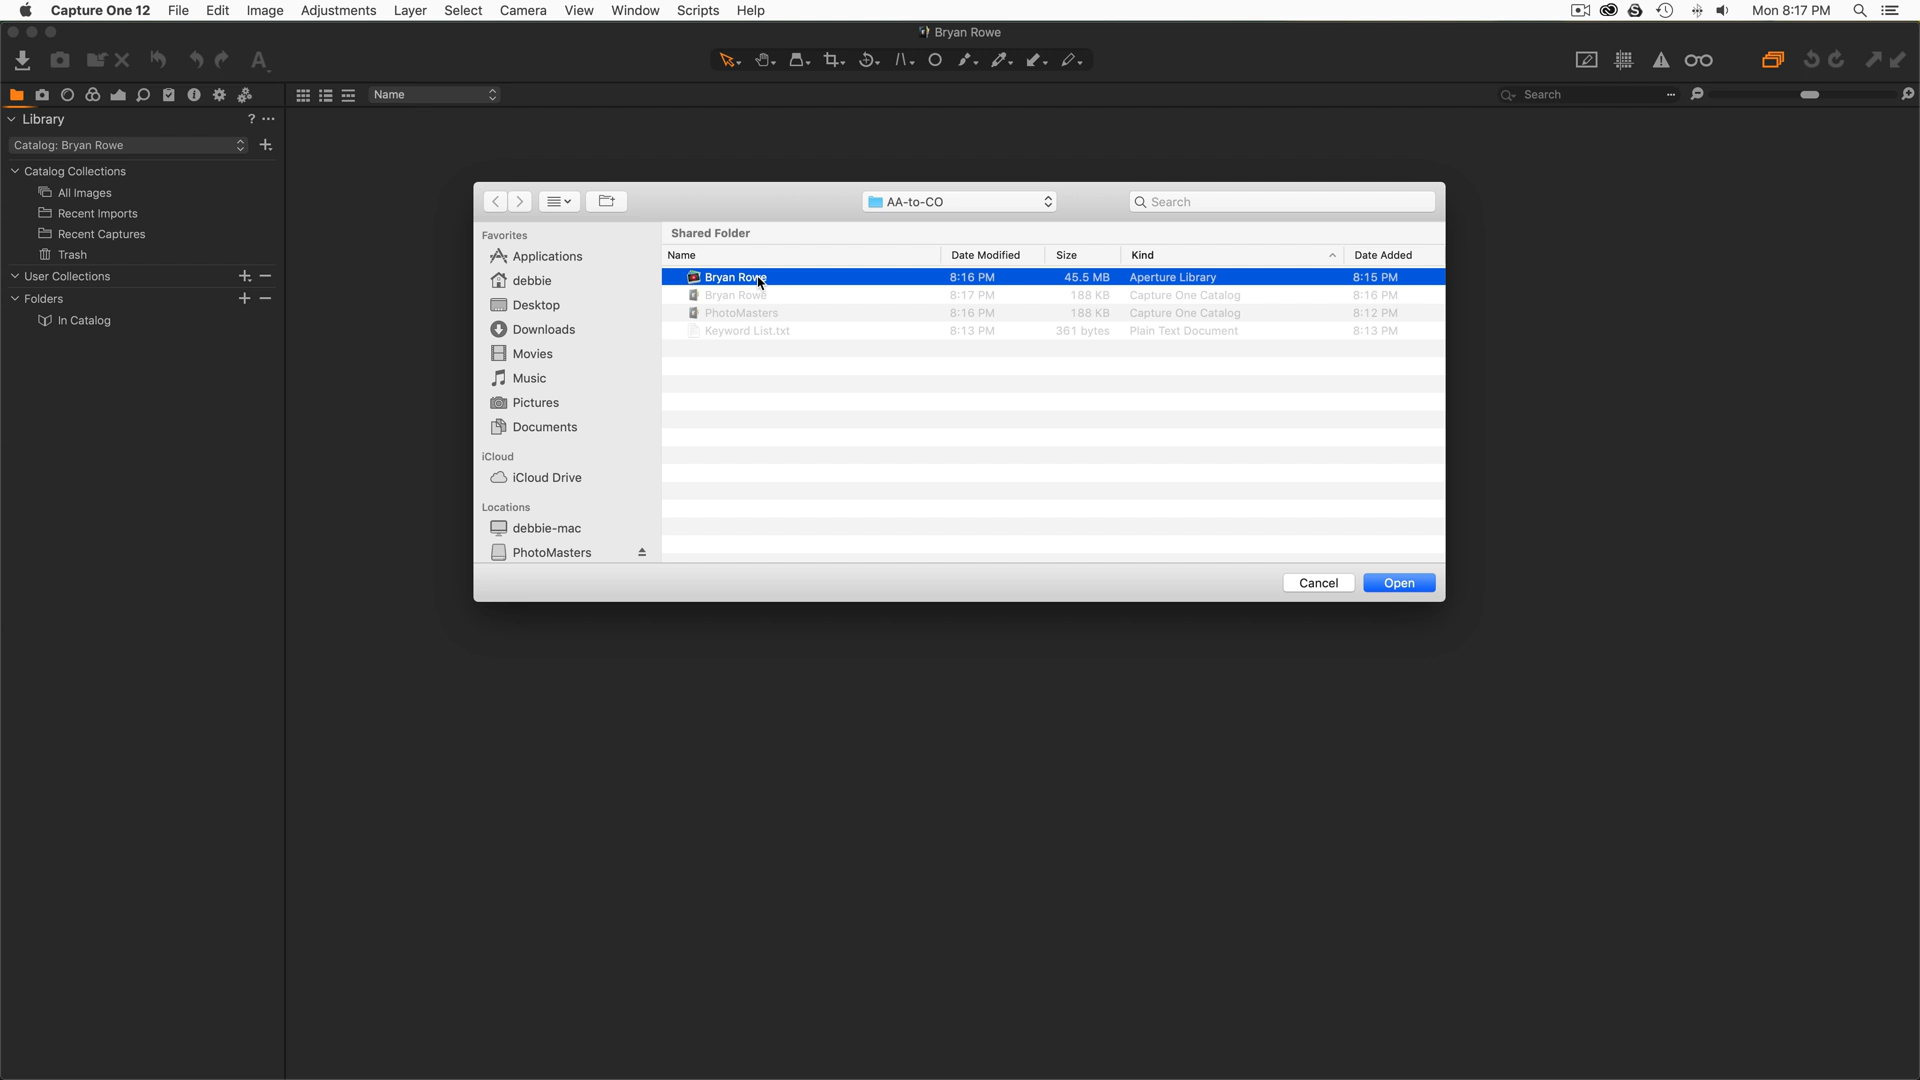 Capture One 12 File Edit Image Adjustments Layer Select Camera View Window Scripts Help Mon 8:17 PM
Bryan Rowe
Name Search
Library ?
Catalog: Bryan Rowe
Catalog Collections
All Images
Recent Imports
Recent Captures
Trash
User Collections
Folders
In Catalog
AA-to-CO Search
Favorites
Applications
debbie
Desktop
Downloads
Movies
Music
Pictures
Documents
iCloud
iCloud Drive
Locations
debbie-mac
PhotoMasters
Shared Folder
Name Date Modified Size Kind Date Added
Bryan Rowe 8:16 PM 45.5 MB Aperture Library 8:15 PM
Bryan Rowe 8:17 PM 188 KB Capture One Catalog 8:16 PM
PhotoMasters 8:16 PM 188 KB Capture One Catalog 8:12 PM
Keyword List.txt 8:13 PM 361 bytes Plain Text Document 8:13 PM
Cancel Open